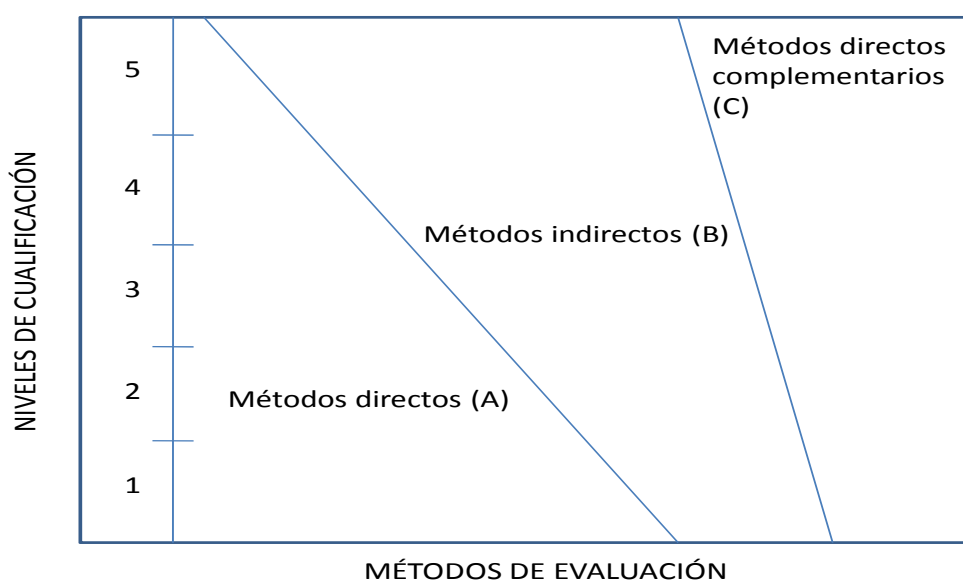 Métodos directos
complementarios
(C)
5
4
Métodos indirectos (B)
3
2
Métodos directos (A)
1
NIVELES DE CUALIFICACIÓN
MÉTODOS DE EVALUACIÓN